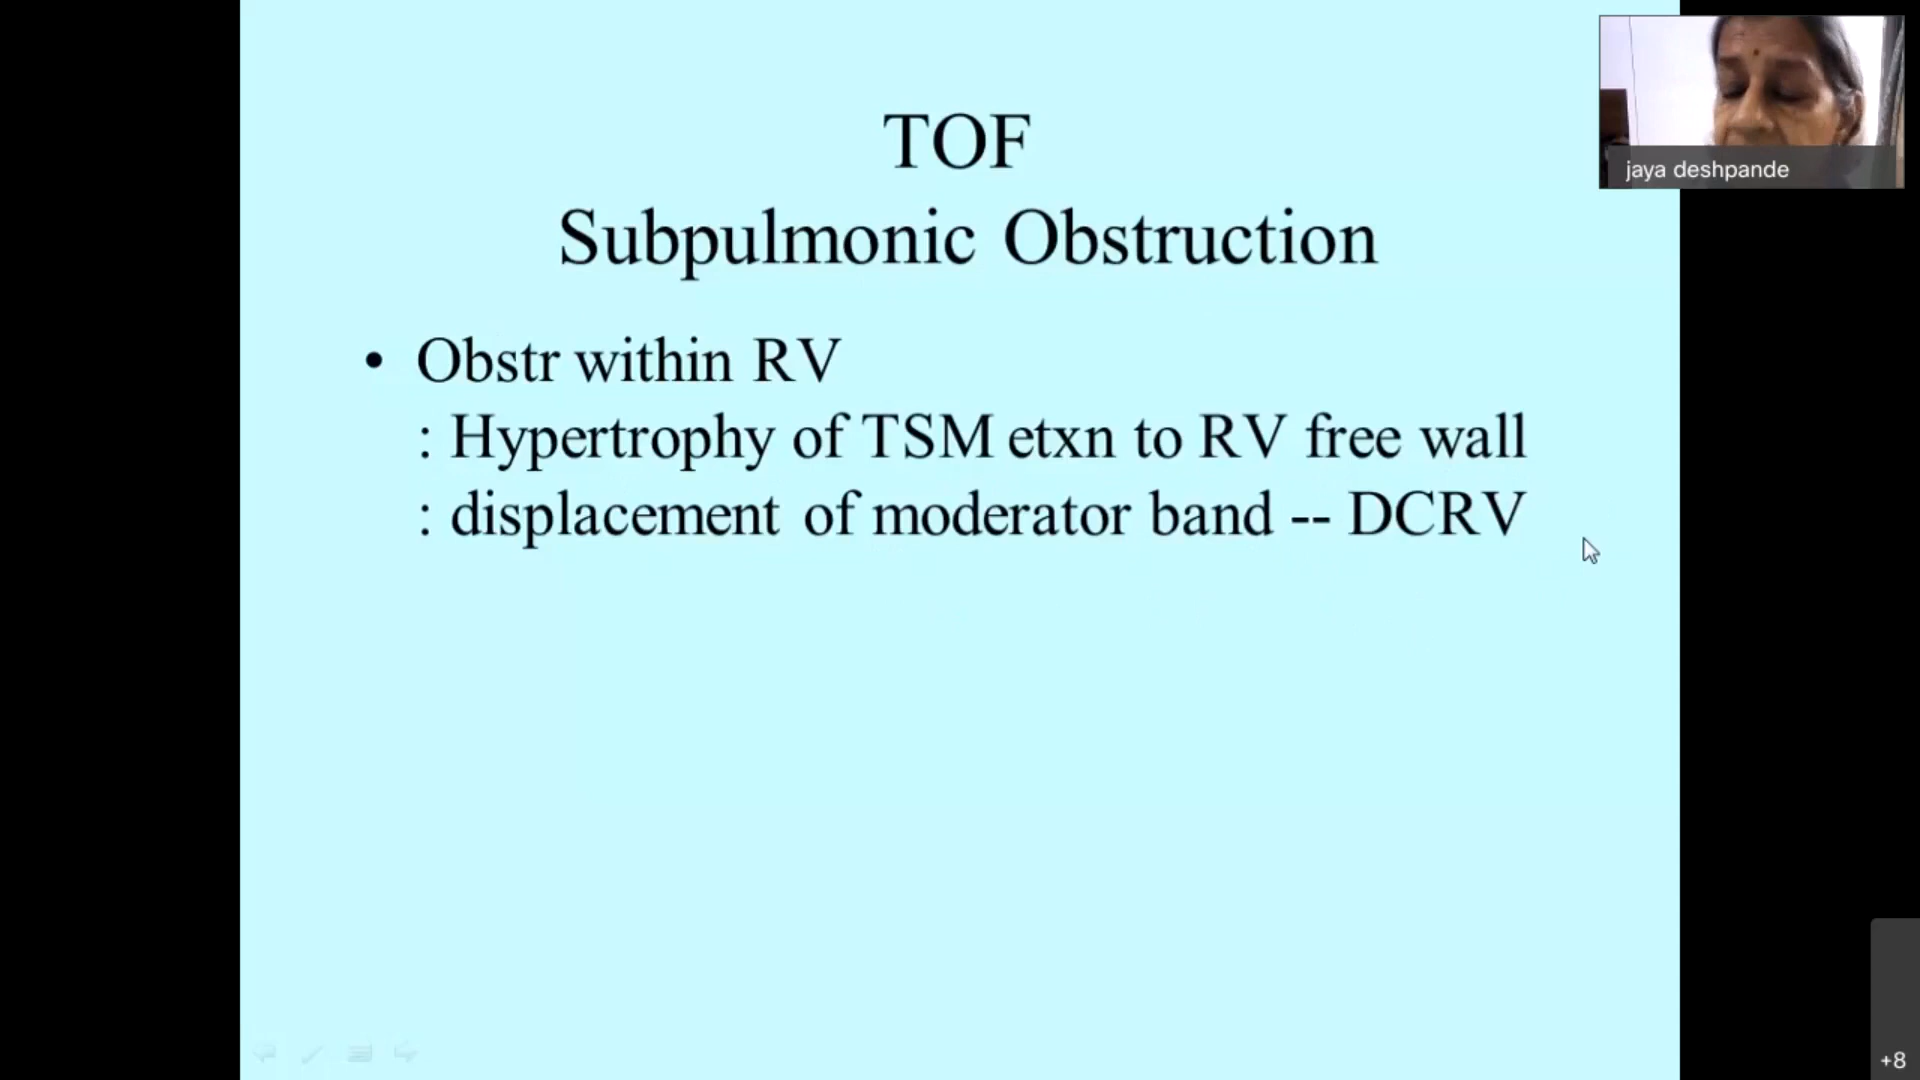 TOF
Subpulmonic Obstruction
• Obstr within RV
: Hypertrophy of TSM etxn to RV free wall
: displacement of moderator band -- DCRV
jaya deshpande
+8